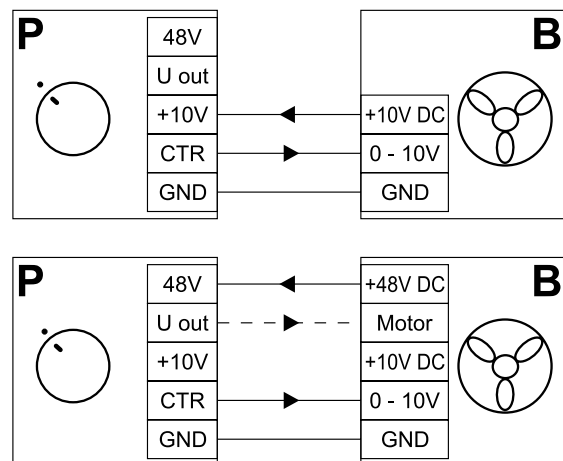 P 48V B
U out
+10V +10V DC
CTR 0 - 10V
GND GND
P 48V +48V DC B
U out Motor
+10V +10V DC
CTR 0 - 10V
GND GND